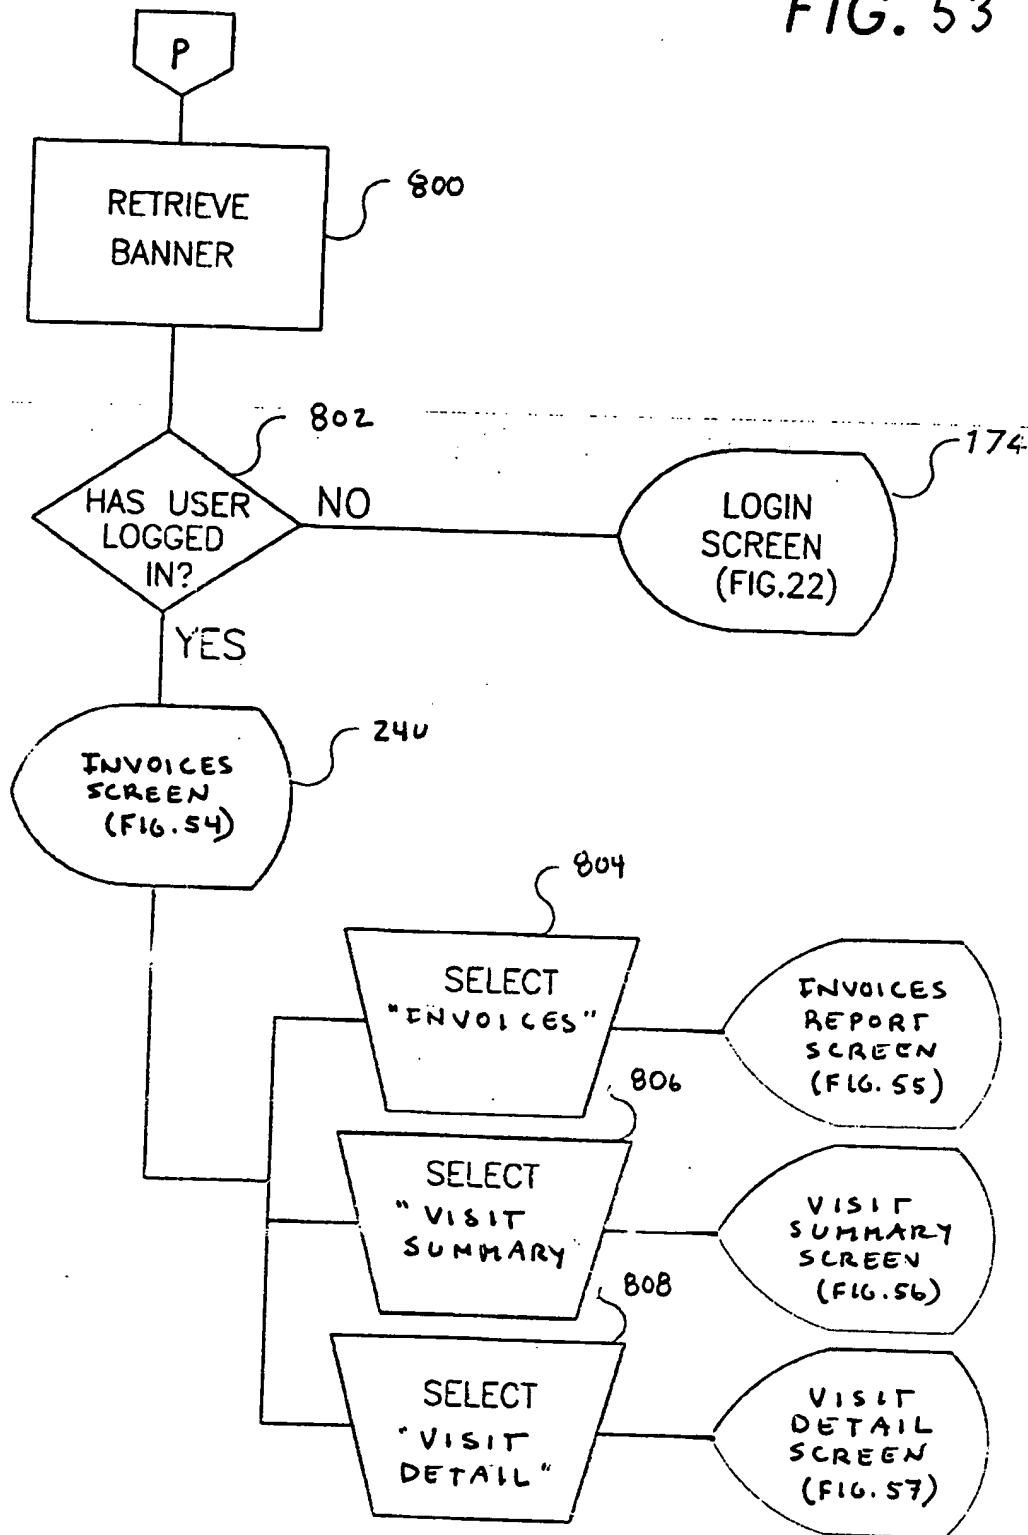 FIG. 53
P
RETRIEVE
BANNER
800
802
HAS USER
LOGGED
IN?
NO
174
LOGIN
SCREEN
(FIG.22)
YES
240
INVOICES
SCREEN
(FIG.54)
804
SELECT
"INVOICES"
INVOICES
REPORT
SCREEN
(FIG.55)
806
SELECT
"VISIT
SUMMARY
VISIT
SUMMARY
SCREEN
(FIG.56)
808
SELECT
"VISIT
DETAIL"
VISIT
DETAIL
SCREEN
(FIG.57)